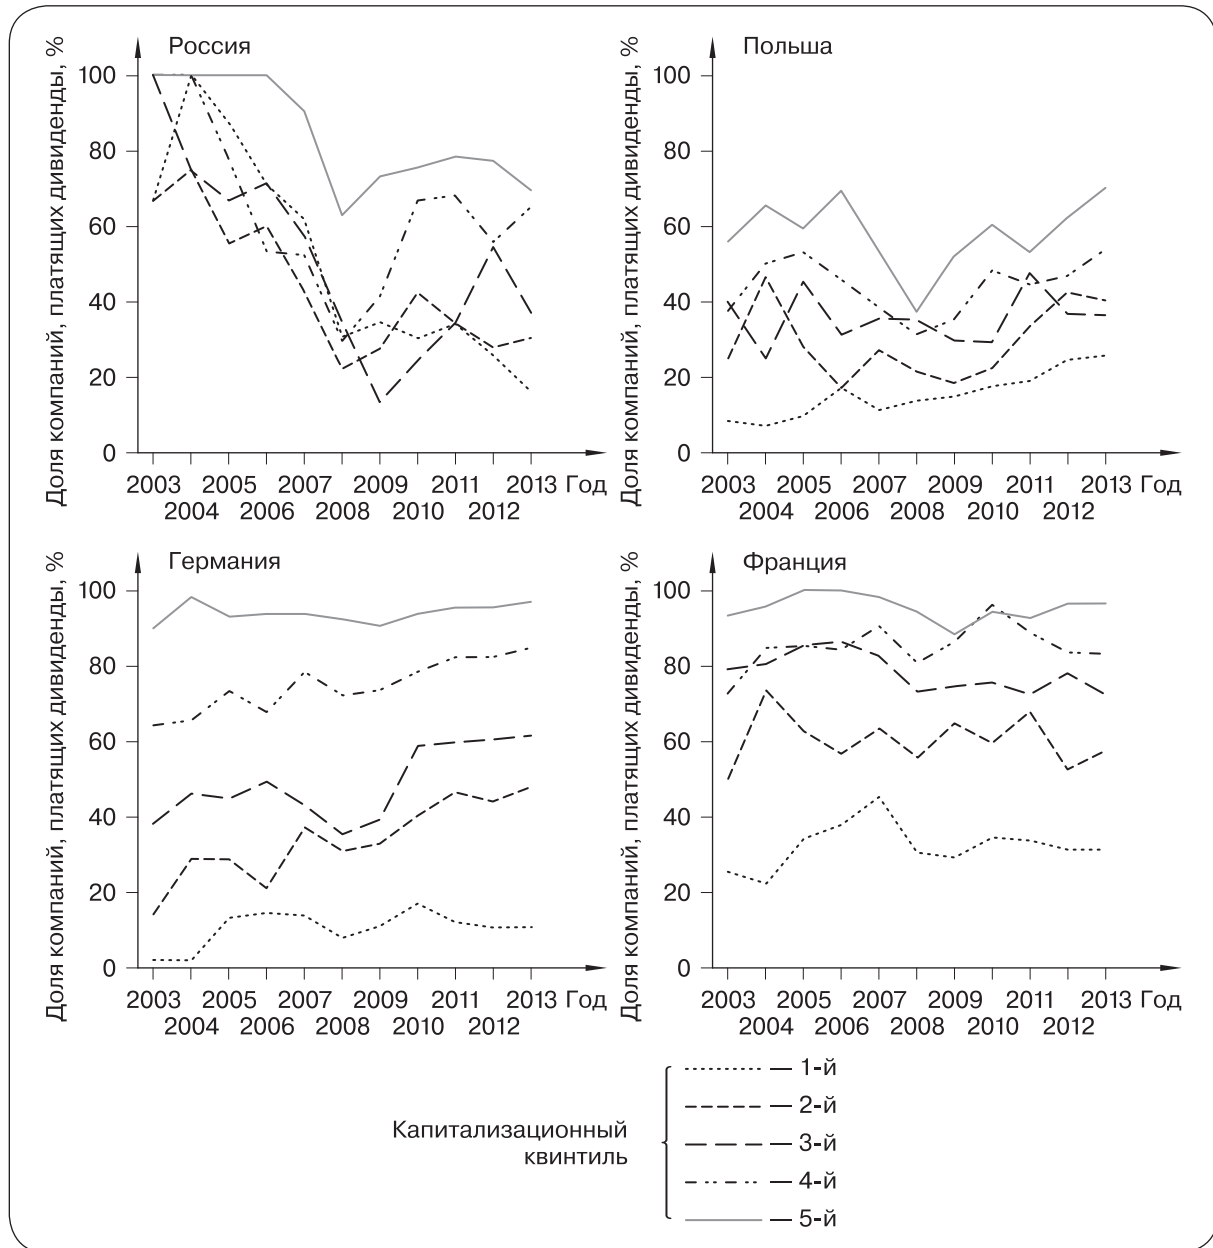 Россия
Доля компаний, платящих дивиденды, %
100
80
60
40
20
0
2003 2005 2007 2009 2011 2013 Год
2004 2006 2008 2010 2012
Польша
Доля компаний, платящих дивиденды, %
100
80
60
40
20
0
2003 2005 2007 2009 2011 2013 Год
2004 2006 2008 2010 2012
Германия
Доля компаний, платящих дивиденды, %
100
80
60
40
20
0
2003 2005 2007 2009 2011 2013 Год
2004 2006 2008 2010 2012
Франция
Доля компаний, платящих дивиденды, %
100
80
60
40
20
0
2003 2005 2007 2009 2011 2013 Год
2004 2006 2008 2010 2012
Капитализационный
квинтиль
— 1-й
— 2-й
— 3-й
— 4-й
— 5-й